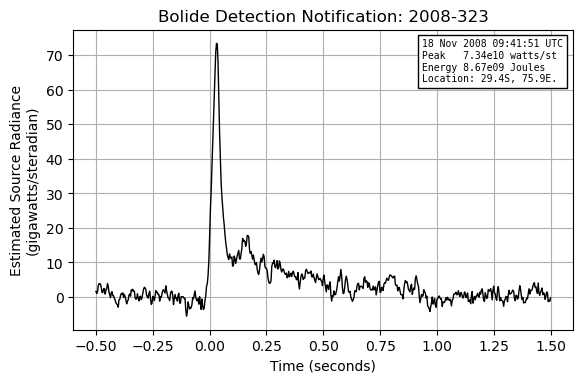 Bolide Detection Notification: 2008-323
18 Nov 2008 09:41:51 UTC
Peak   7.34e10 watts/st
Energy 8.67e09 Joules
Location: 29.4S, 75.9E.
Estimated Source Radiance
(gigawatts/steradian)
70
60
50
40
30
20
10
0
−0.50 −0.25 0.00 0.25 0.50 0.75 1.00 1.25 1.50
Time (seconds)